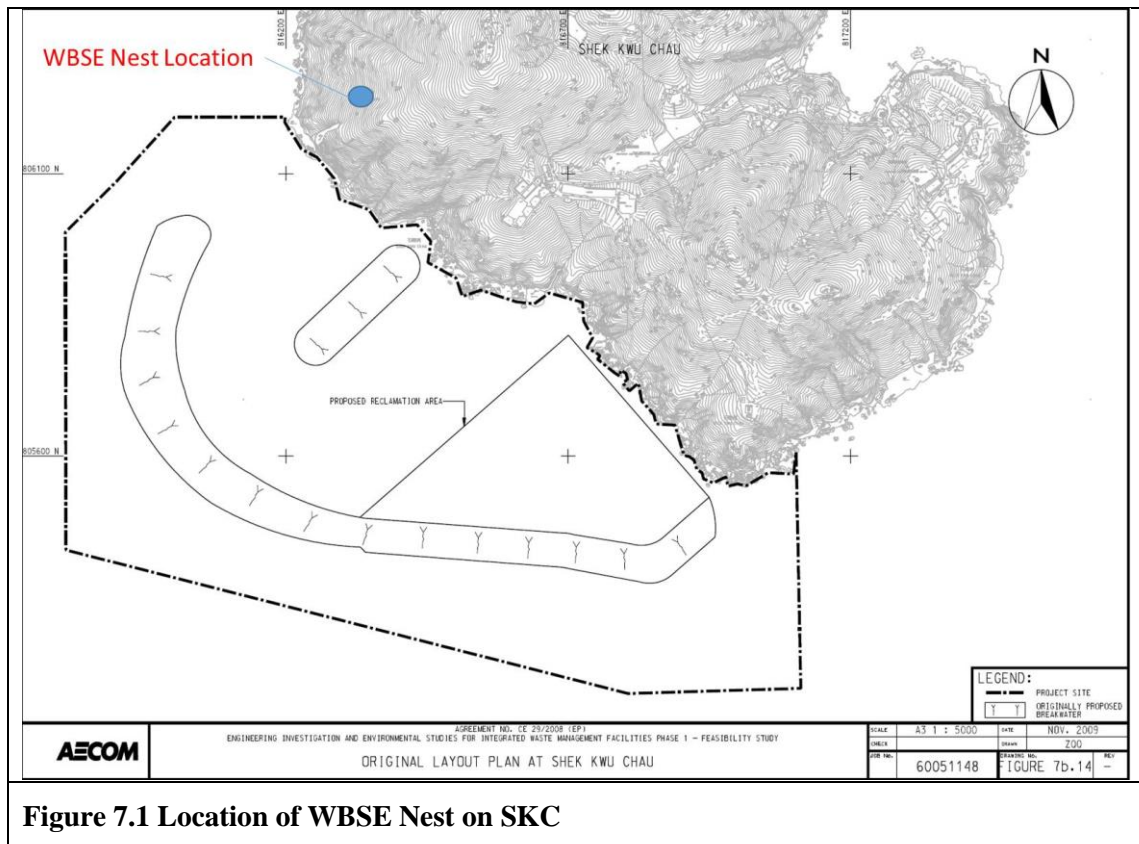 816200 E
816700 E
817200 E
SHEK KWU CHAU
WBSE Nest Location
N
806100 N
PROPOSED RECLAMATION AREA
805600 N
LEGEND:
PROJECT SITE
ORIGINALLY PROPOSED
BREAKWATER
AECOM
AGREEMENT NO. CE 29/2008 (EP)
ENGINEERING INVESTIGATION AND ENVIRONMENTAL STUDIES FOR INTEGRATED WASTE MANAGEMENT FACILITIES PHASE 1 - FEASIBILITY STUDY
ORIGINAL LAYOUT PLAN AT SHEK KWU CHAU
SCALE A3 1 : 5000 DATE NOV. 2009
CHECK DRAWN ZOO
JOB No. 60051148 DRAWING No. FIGURE 7b.14 REV -
Figure 7.1 Location of WBSE Nest on SKC